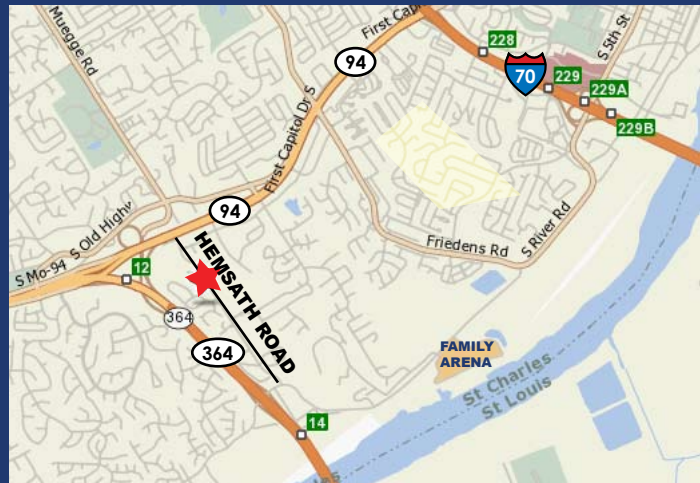 Muegge Rd
First Capi
94
228
70
229
S 5th St
229A
229B
First Capitol Dr S
94
S Old Highw
S Mo-94
12
HEMSATH ROAD
Friedens Rd
S River Rd
364
364
FAMILY
ARENA
St Charles
St Louis
14